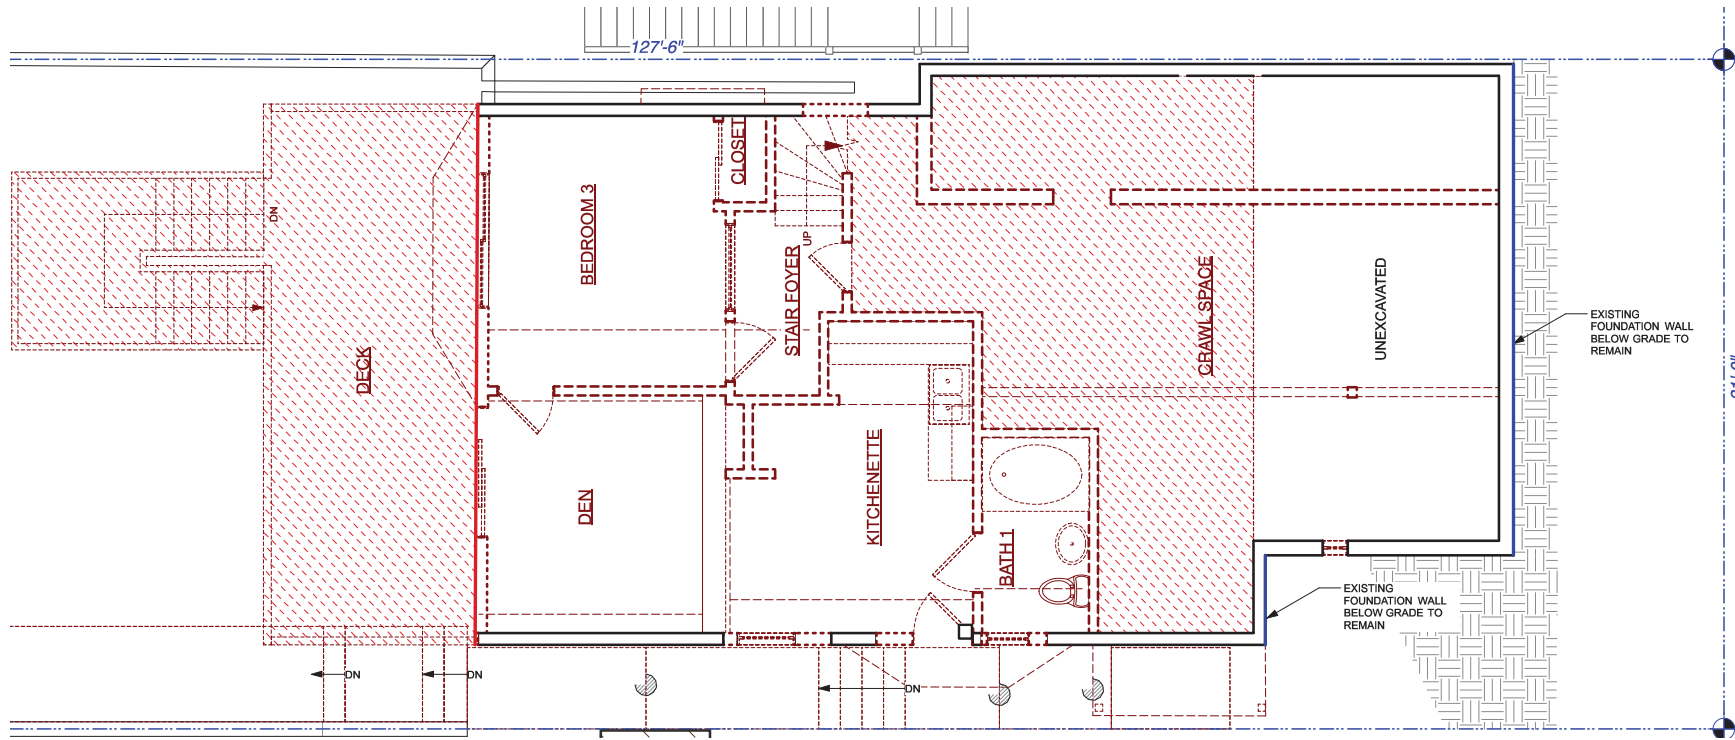 127'-6"
CLOSET
BEDROOM 3
DN
UP
STAIR FOYER
CRAWL SPACE
UNEXCAVATED
EXISTING
FOUNDATION WALL
BELOW GRADE TO
REMAIN
DECK
KITCHENETTE
DEN
BATH 1
EXISTING
FOUNDATION WALL
BELOW GRADE TO
REMAIN
DN
DN
DN